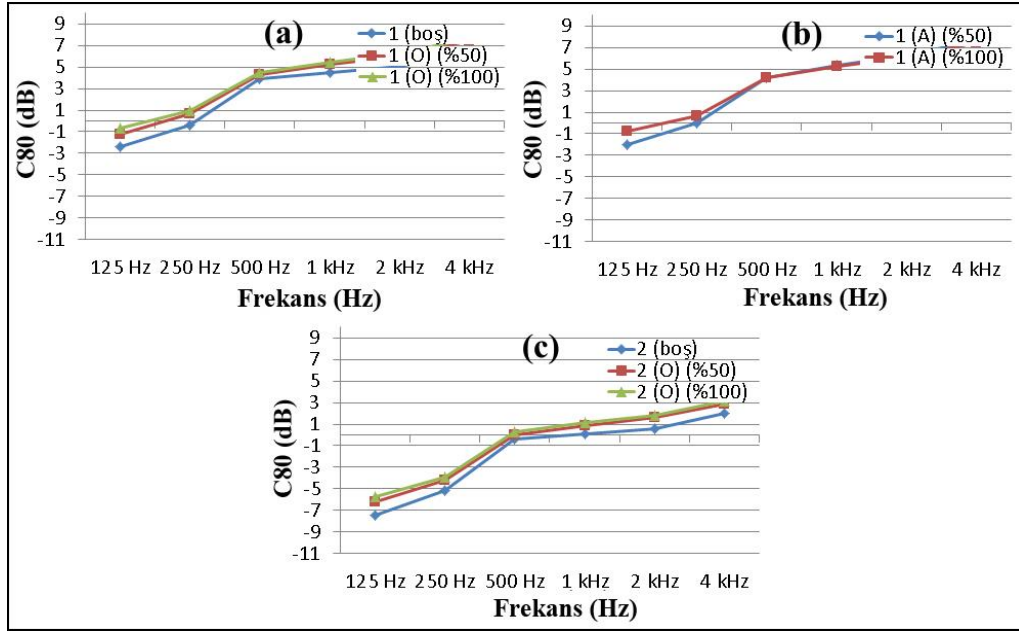 (a)
C80 (dB)
9
7
5
3
1
-1
-3
-5
-7
-9
-11
1 (boş)
1 (O) (%50)
1 (O) (%100)
125 Hz 250 Hz 500 Hz 1 kHz 2 kHz 4 kHz
Frekans (Hz)
(b)
C80 (dB)
9
7
5
3
1
-1
-3
-5
-7
-9
-11
1 (A) (%50)
1 (A) (%100)
125 Hz 250 Hz 500 Hz 1 kHz 2 kHz 4 kHz
Frekans (Hz)
(c)
C80 (dB)
9
7
5
3
1
-1
-3
-5
-7
-9
-11
2 (boş)
2 (O) (%50)
2 (O) (%100)
125 Hz 250 Hz 500 Hz 1 kHz 2 kHz 4 kHz
Frekans (Hz)